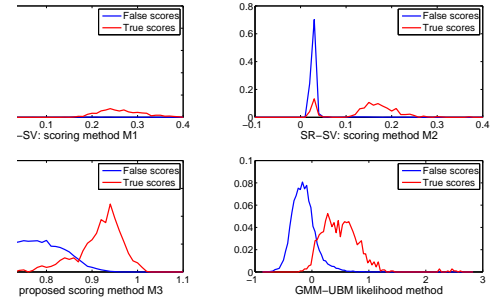 False scores
True scores
0.1 0.2 0.3 0.4
-SV: scoring method M1
0.8
0.6
0.4
0.2
0
False scores
True scores
-0.1 0 0.1 0.2 0.3 0.4
SR-SV: scoring method M2
False scores
True scores
0.8 0.9 1 1.1
proposed scoring method M3
0.1
0.08
0.06
0.04
0.02
0
False scores
True scores
-1 0 1 2 3
GMM-UBM likelihood method